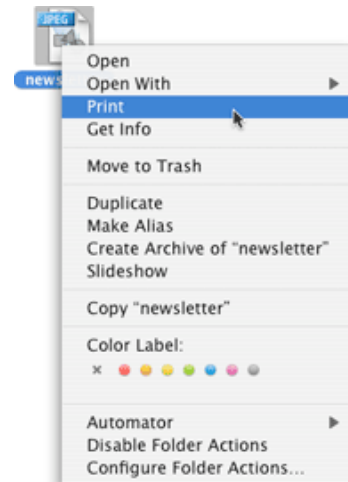 JPEG
news
Open
Open With
Print
Get Info
Move to Trash
Duplicate
Make Alias
Create Archive of “newsletter”
Slideshow
Copy “newsletter”
Color Label:
Automator
Disable Folder Actions
Configure Folder Actions...